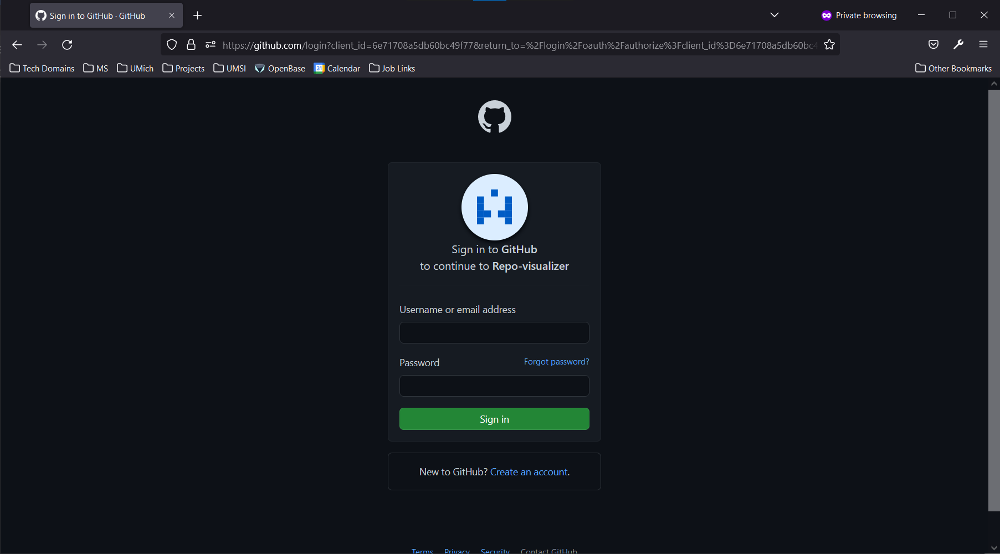 Sign in to GitHub · GitHub
Private browsing
https://github.com/login?client_id=6e71708a5db60bc49f77&return_to=%2Flogin%2Foauth%2Fauthorize%3Fclient_id%3D6e71708a5db60bc4
Tech Domains MS UMich Projects UMSI OpenBase 31 Calendar Job Links Other Bookmarks
Sign in to GitHub
to continue to Repo-visualizer
Username or email address
Password Forgot password?
Sign in
New to GitHub? Create an account.
Terms Privacy Security Contact GitHub